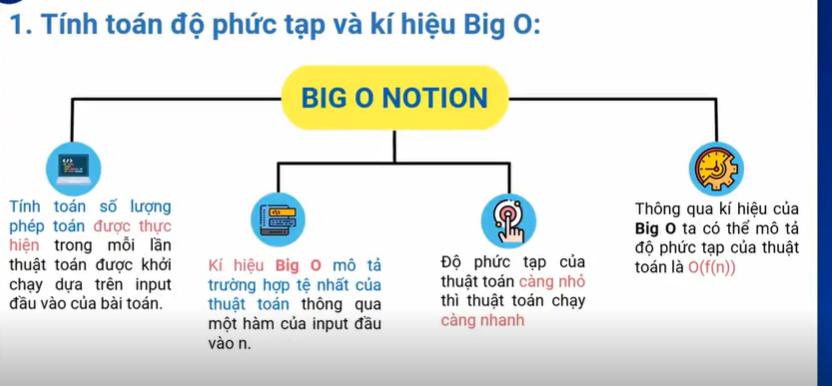 1. Tính toán độ phức tạp và kí hiệu Big O:
BIG O NOTION
Tính toán số lượng
phép toán được thực
hiện trong mỗi lần
thuật toán được khởi
chạy dựa trên input
đầu vào của bài toán.
Kí hiệu Big O mô tả
trường hợp tệ nhất của
thuật toán thông qua
một hàm của input đầu
vào n.
Độ phức tạp của
thuật toán càng nhỏ
thì thuật toán chạy
càng nhanh
Thông qua kí hiệu của
Big O ta có thể mô tả
độ phức tạp của thuật
toán là O(f(n))